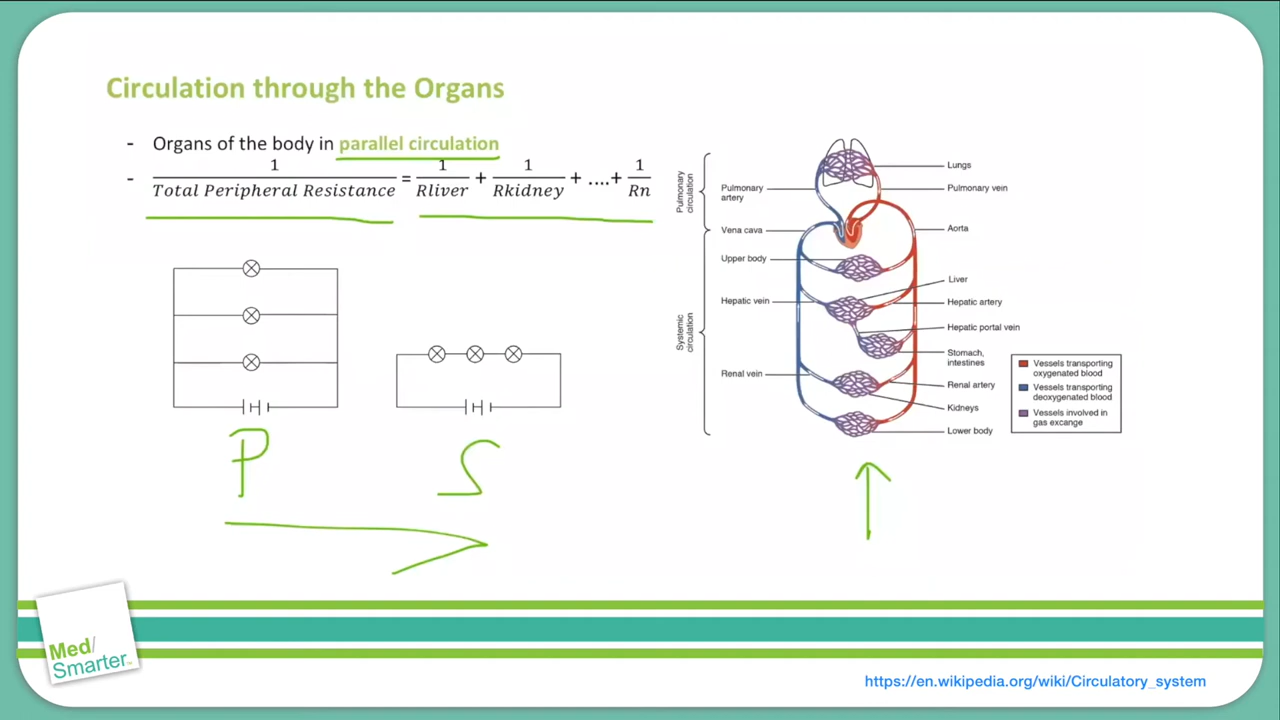 Circulation through the Organs
- Organs of the body in parallel circulation
- 1/Total Peripheral Resistance = 1/Rliver + 1/Rkidney + ....+ 1/Rn
P
S
Pulmonary circulation
Systemic circulation
Lungs
Pulmonary artery
Pulmonary vein
Vena cava
Aorta
Upper body
Liver
Hepatic vein
Hepatic artery
Hepatic portal vein
Stomach,
intestines
Renal vein
Renal artery
Kidneys
Lower body
Vessels transporting
oxygenated blood
Vessels transporting
deoxygenated blood
Vessels involved in
gas excange
Med/
Smarter™
https://en.wikipedia.org/wiki/Circulatory_system